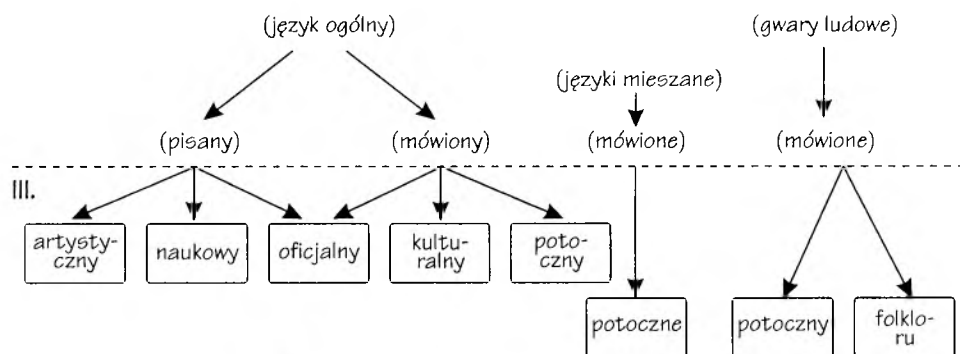 (język ogólny)
(gwary ludowe)
(języki mieszane)
(pisany)
(mówiony)
(mówione)
(mówione)
III.
artysty-
czny
naukowy
oficjalny
kultu-
ralny
poto-
czny
potoczne
potoczny
folklo-
ru